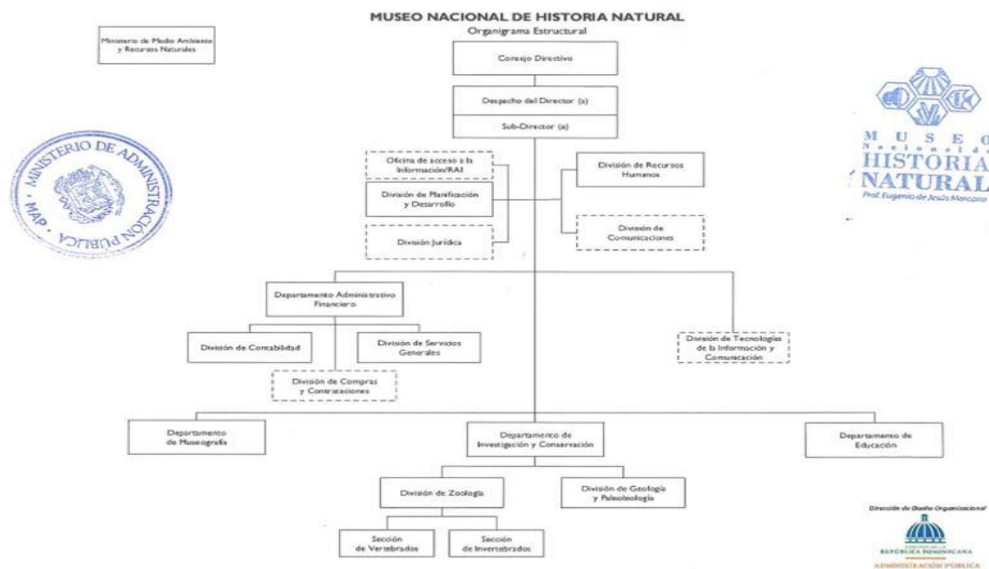 MUSEO NACIONAL DE HISTORIA NATURAL
Organigrama Estructural
Ministerio de Medio Ambiente
y Recursos Naturales
Consejo Directivo
Despacho del Director (a)
Sub-Director (a)
MINISTERIO DE ADMINISTRACIÓN PÚBLICA
• MAP •
MUSEO
Nacional de
HISTORIA
NATURAL
Prof. Eugenio de Jesús Marcano
Oficina de acceso a la
Información/RAI
División de Recursos
Humanos
División de Planificación
y Desarrollo
División Jurídica
División de
Comunicaciones
Departamento Administrativo
Financiero
División de Contabilidad
División de Servicios
Generales
División de Tecnologías
de la Información y
Comunicación
División de Compras
y Contrataciones
Departamento
de Museografía
Departamento de
Investigación y Conservación
Departamento de
Educación
División de Zoología
División de Geología
y Paleobiología
Sección
de Vertebrados
Sección
de Invertebrados
Dirección de Diseño Organizacional
REPÚBLICA DOMINICANA
ADMINISTRACIÓN PÚBLICA